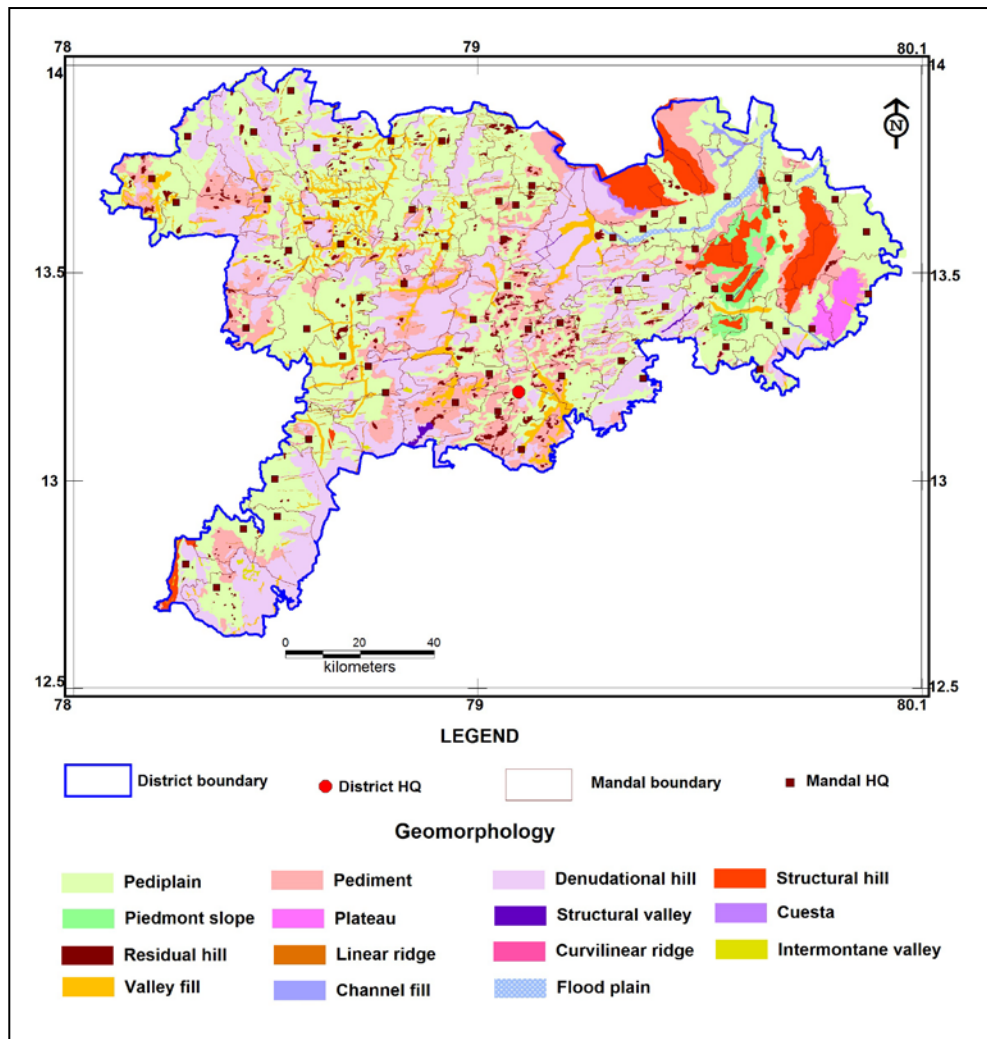 78 79 80.1
14 14
N
13.5 13.5
13 13
0 20 40
kilometers
12.5 12.5
78 79 80.1
LEGEND
District boundary District HQ Mandal boundary Mandal HQ
Geomorphology
Pediplain Pediment Denudational hill Structural hill
Piedmont slope Plateau Structural valley Cuesta
Residual hill Linear ridge Curvilinear ridge Intermontane valley
Valley fill Channel fill Flood plain